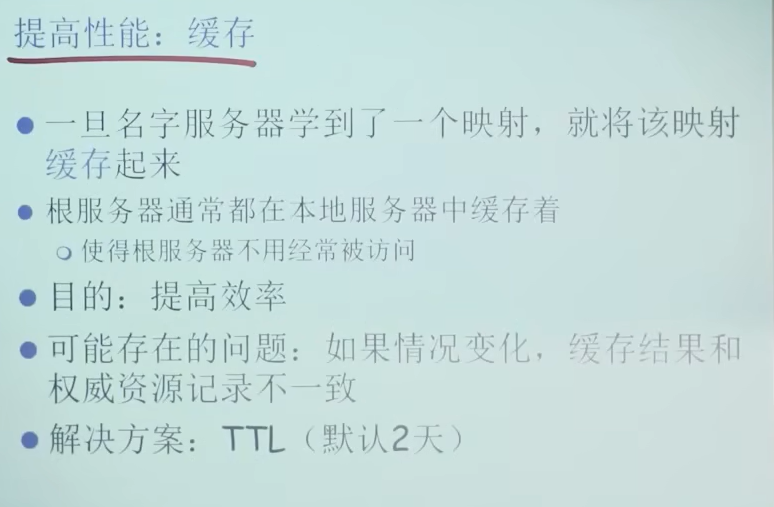 提高性能：缓存
一旦名字服务器学到了一个映射，就将该映射
缓存起来
根服务器通常都在本地服务器中缓存着
使得根服务器不用经常被访问
目的：提高效率
可能存在的问题：如果情况变化，缓存结果和
权威资源记录不一致
解决方案：TTL（默认2天）